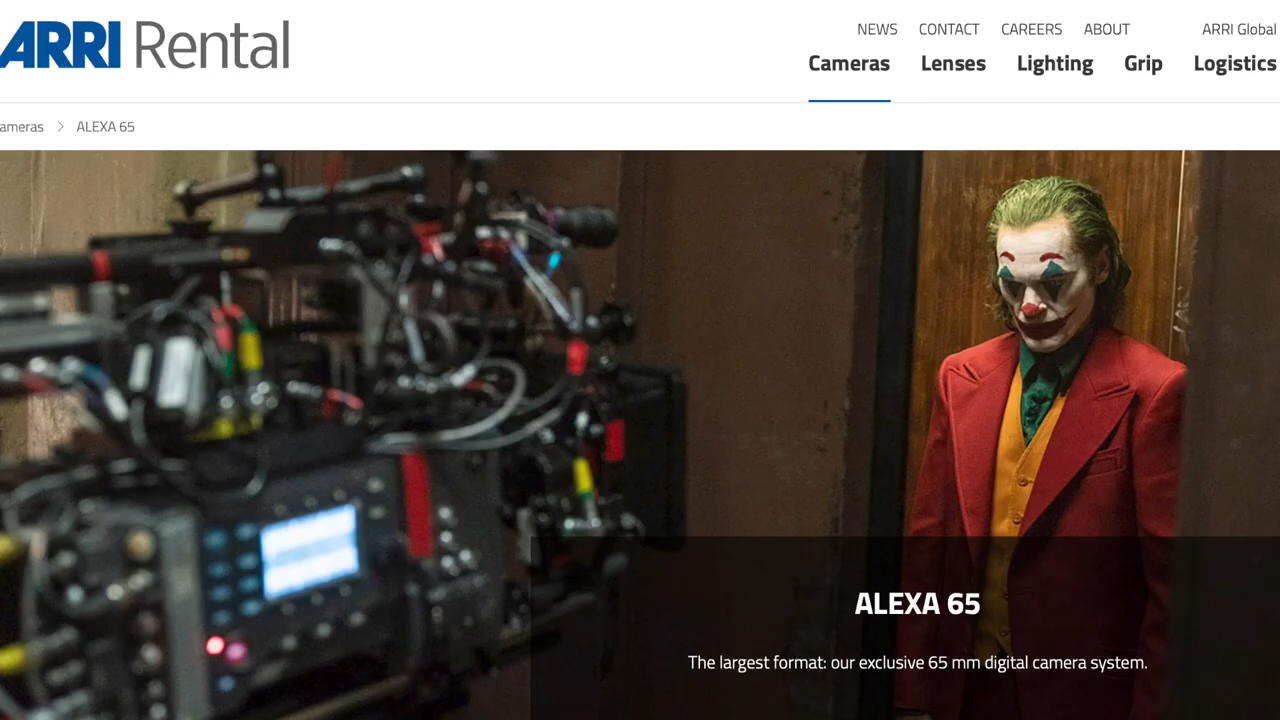 ARRI Rental
NEWS CONTACT CAREERS ABOUT ARRI Global
Cameras Lenses Lighting Grip Logistics
ameras > ALEXA 65
ALEXA 65
The largest format: our exclusive 65 mm digital camera system.